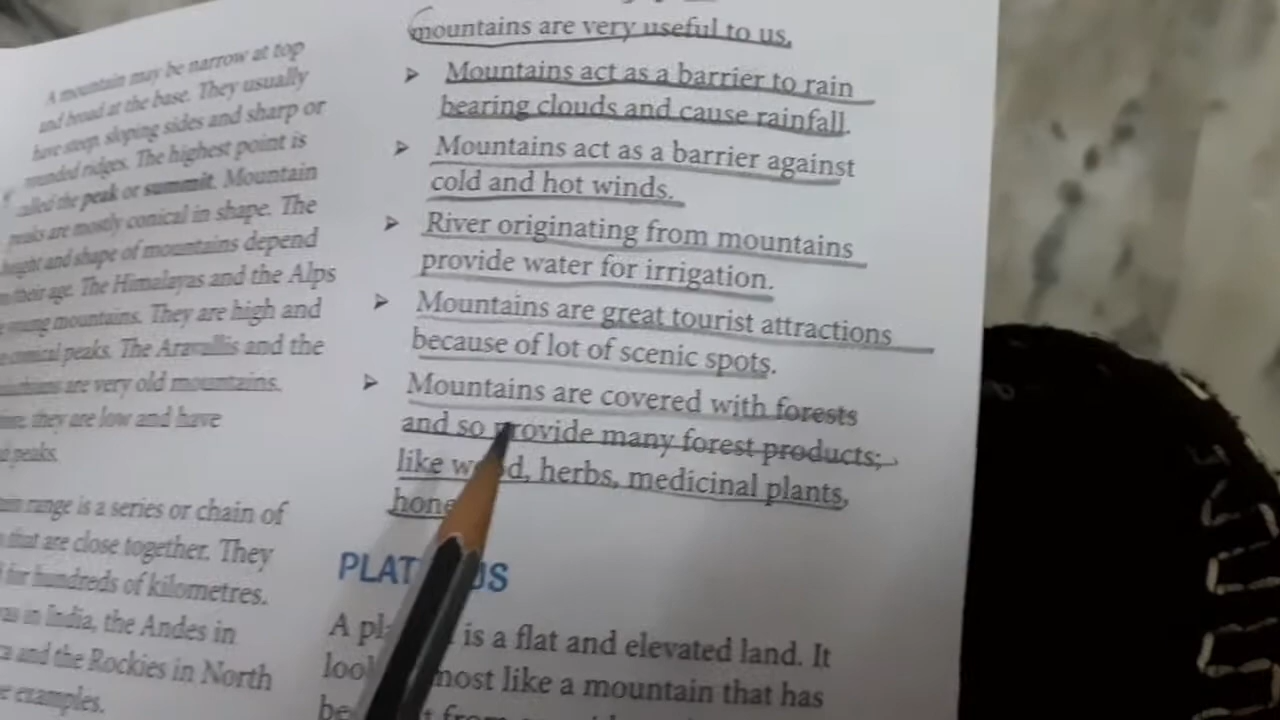 A mountain may be narrow at top
and broad at the base. They usually
have steep, sloping sides and sharp or
rounded ridges. The highest point is
called the peak or summit. Mountain
peaks are mostly conical in shape. The
height and shape of mountains depend
their age. The Himalayas and the Alps
young mountains. They are high and
conical peaks. The Aravallis and the
are very old mountains.
they are low and have
peaks.
range is a series or chain of
that are close together. They
for hundreds of kilometres.
in India, the Andes in
and the Rockies in North
examples.
mountains are very useful to us.
➤ Mountains act as a barrier to rain
bearing clouds and cause rainfall.
➤ Mountains act as a barrier against
cold and hot winds.
➤ River originating from mountains
provide water for irrigation.
➤ Mountains are great tourist attractions
because of lot of scenic spots.
➤ Mountains are covered with forests
and so provide many forest products;
like wood, herbs, medicinal plants,
PLATEAUS
A is a flat and elevated land. It
most like a mountain that has